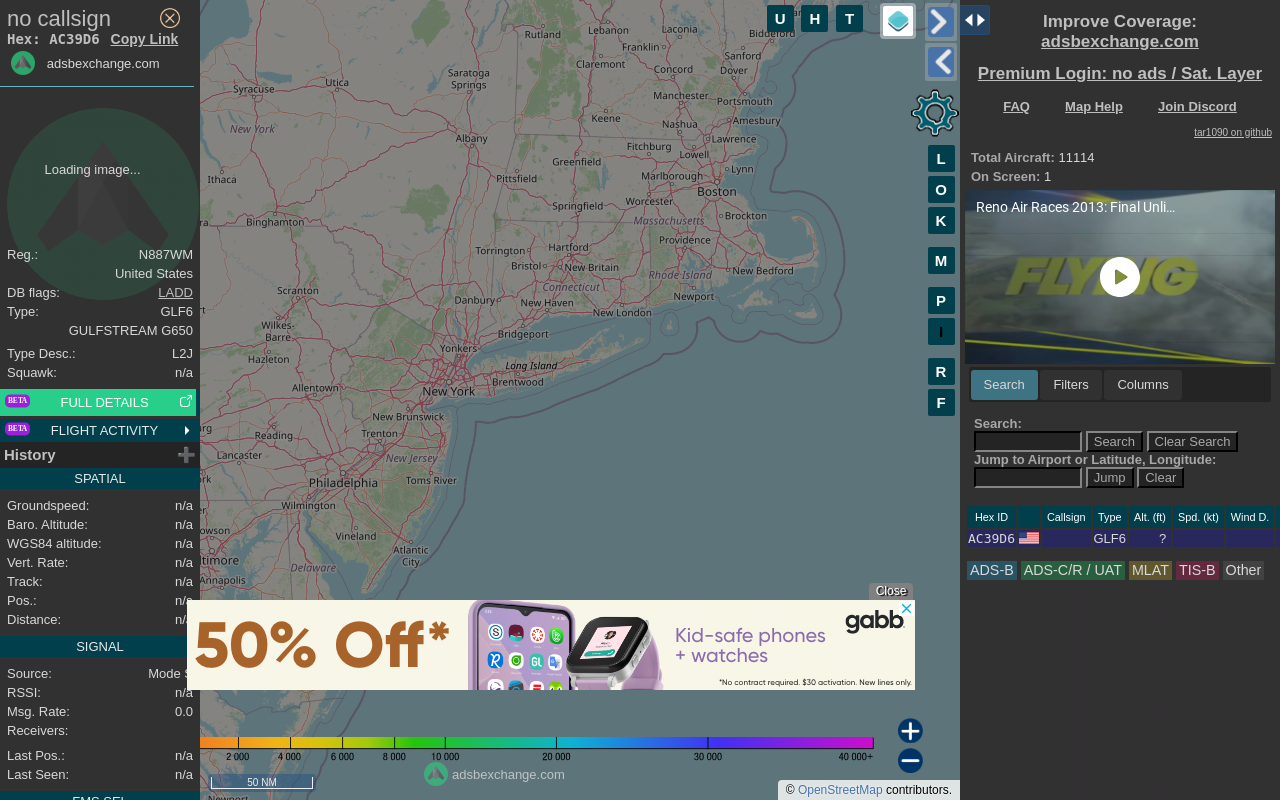 no callsign
Hex: AC39D6 Copy Link
adsbexchange.com
Loading image...
Reg.: N887WM
United States
DB flags: LADD
Type: GLF6
GULFSTREAM G650
Type Desc.: L2J
Squawk: n/a
BETA FULL DETAILS
BETA FLIGHT ACTIVITY
History
SPATIAL
Groundspeed: n/a
Baro. Altitude: n/a
WGS84 altitude: n/a
Vert. Rate: n/a
Track: n/a
Pos.: n/a
Distance: n/
SIGNAL
Source: Mode S
RSSI: n/a
Msg. Rate: 0.0
Receivers:
Last Pos.: n/a
Last Seen: n/a
FMS SEL
U H T
L
O
K
M
P
I
R
F
Rutland
Lebanon
Laconia
Biddeford
Franklin
Sanford
Claremont
Concord
Dover
Saratoga
Springs
Utica
Syracuse
Manchester
Portsmouth
Keene
Nashua
Amesbury
New York
Albany
Lawrence
Fitchburg
Lowell
Greenfield
Lynn
Ithaca
Pittsfield
Marlborough
Boston
Worcester
Springfield
Brockton
Massachusetts
Binghamton
Providence
Torrington
Hartford
Bristol
New Britain
New Bedford
Rhode Island
Connecticut
Scranton
Danbury
New Haven
Newport
New London
Wilkes-
Barre
Bridgeport
Yonkers
Hazleton
Long Island
Allentown
New York
Brentwood
New Brunswick
Reading
Trenton
Lancaster
New Jersey
Philadelphia
Toms River
Wilmington
Vineland
Atlantic
City
Annapolis
Delaware
Close
50% Off*
Kid-safe phones
+ watches
gabb
*No contract required. $30 activation. New lines only.
2 000 4 000 6 000 8 000 10 000 20 000 30 000 40 000+
adsbexchange.com
50 NM
© OpenStreetMap contributors.
Improve Coverage:
adsbexchange.com
Premium Login: no ads / Sat. Layer
FAQ Map Help Join Discord
tar1090 on github
Total Aircraft: 11114
On Screen: 1
Reno Air Races 2013: Final Unli...
FLYING
Search Filters Columns
Search:
Search Clear Search
Jump to Airport or Latitude, Longitude:
Jump Clear
Hex ID Callsign Type Alt. (ft) Spd. (kt) Wind D.
AC39D6 GLF6 ?
ADS-B ADS-C/R / UAT MLAT TIS-B Other